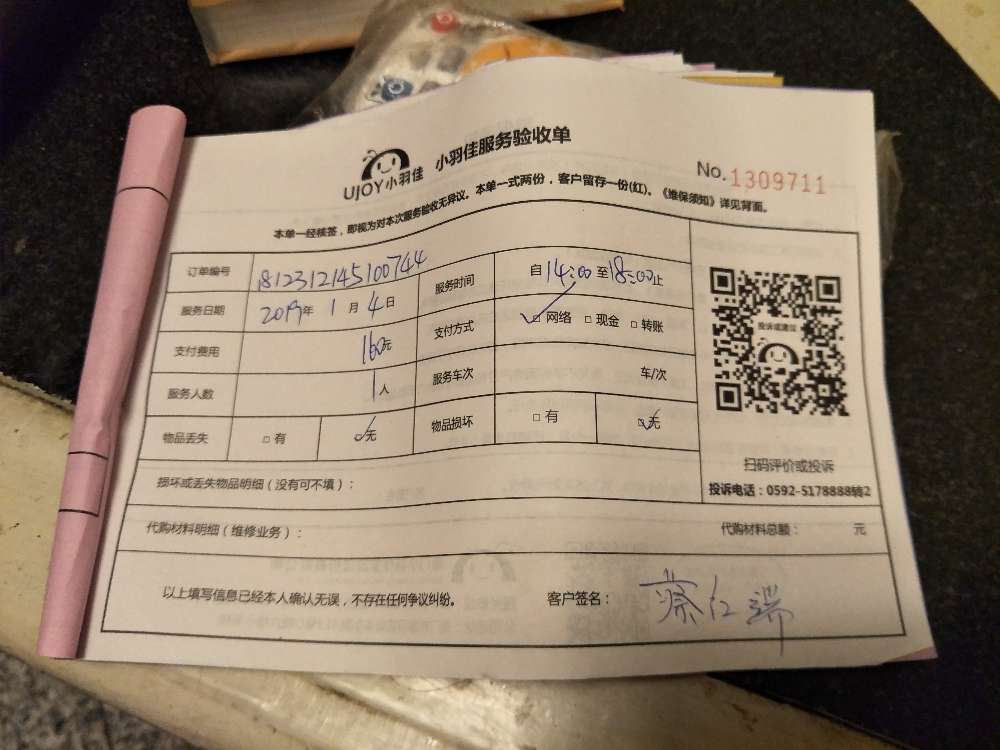 UJOY小羽佳 小羽佳服务验收单
No.1309711
本单一经核签，即视为对本次服务验收无异议。本单一式两份，客户留存一份(红)。《维保须知》详见背面。
订单编号 1812312145100744 服务时间 自14:00至18:00止
服务日期 2019年1月4日 支付方式 ☑网络 □现金 □转账
支付费用 160元
服务人数 1人 服务车次 车/次
物品丢失 □有 ☑无 物品损坏 □有 ☑无
投诉或建议
扫码评价或投诉
投诉电话：0592-5178888转2
损坏或丢失物品明细（没有可不填）：
代购材料明细（维修业务）： 代购材料总额： 元
以上填写信息已经本人确认无误，不存在任何争议纠纷。 客户签名： 蔡红端